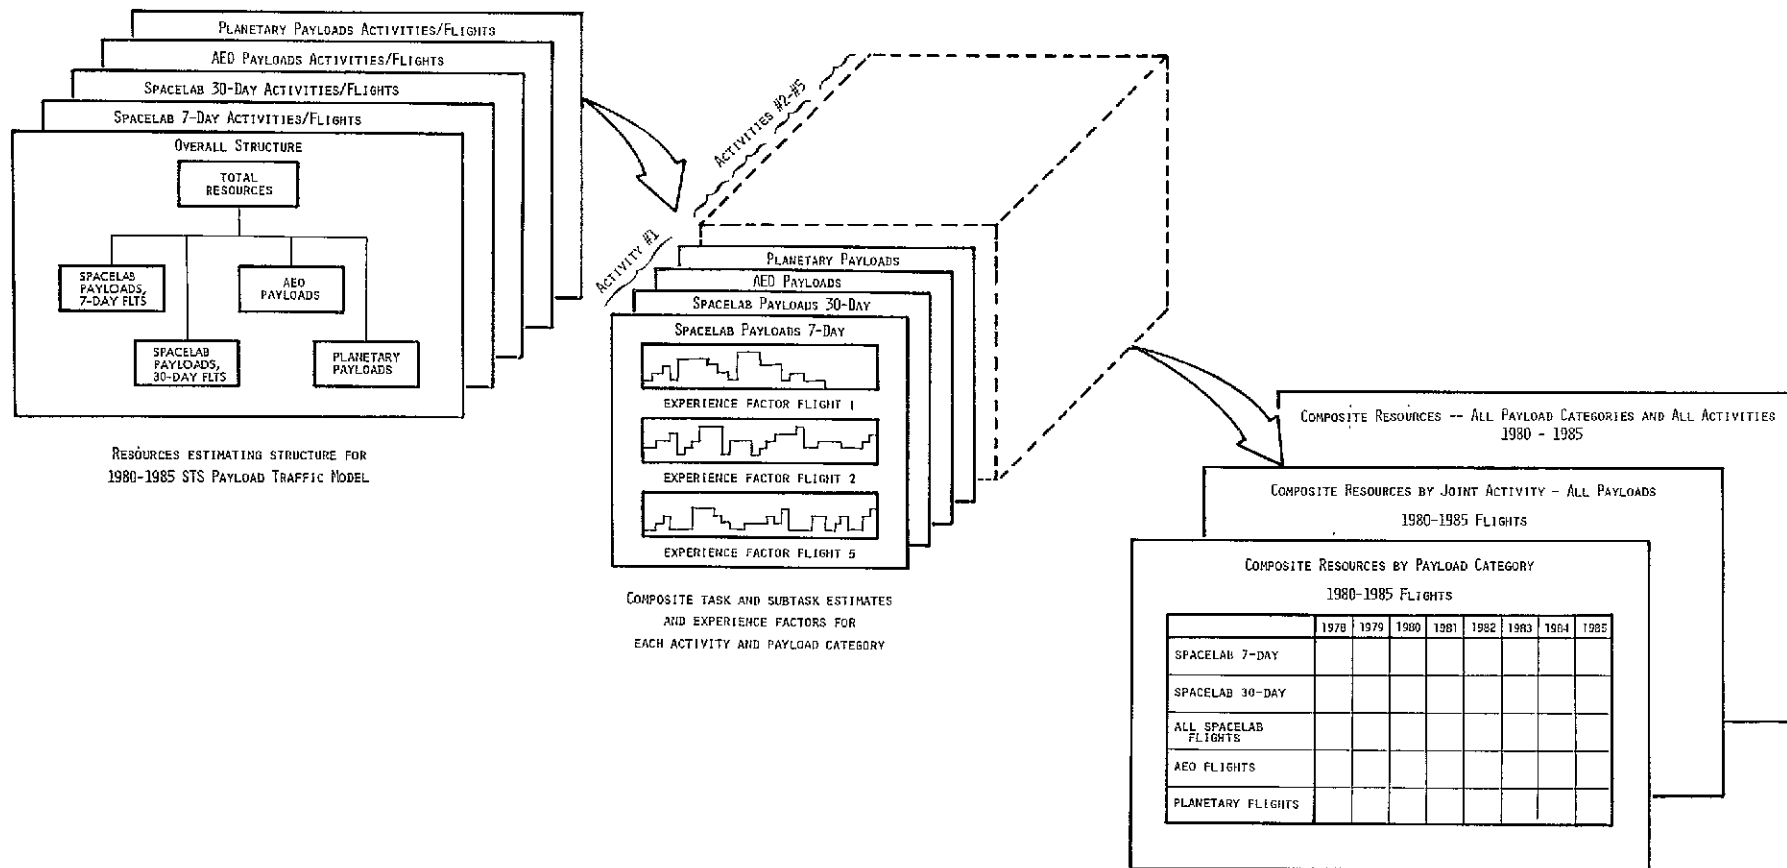 PLANETARY PAYLOADS ACTIVITIES/FLIGHTS
AEO PAYLOADS ACTIVITIES/FLIGHTS
SPACELAB 30-DAY ACTIVITIES/FLIGHTS
SPACELAB 7-DAY ACTIVITIES/FLIGHTS
OVERALL STRUCTURE
TOTAL
RESOURCES
SPACELAB
PAYLOADS,
7-DAY FLTS
AEO
PAYLOADS
SPACELAB
PAYLOADS,
30-DAY FLTS
PLANETARY
PAYLOADS
RESOURCES ESTIMATING STRUCTURE FOR
1980-1985 STS PAYLOAD TRAFFIC MODEL
ACTIVITIES #2-#5
ACTIVITY #1
PLANETARY PAYLOADS
AEO PAYLOADS
SPACELAB PAYLOADS 30-DAY
SPACELAB PAYLOADS 7-DAY
EXPERIENCE FACTOR FLIGHT 1
EXPERIENCE FACTOR FLIGHT 2
EXPERIENCE FACTOR FLIGHT 5
COMPOSITE TASK AND SUBTASK ESTIMATES
AND EXPERIENCE FACTORS FOR
EACH ACTIVITY AND PAYLOAD CATEGORY
COMPOSITE RESOURCES -- ALL PAYLOAD CATEGORIES AND ALL ACTIVITIES
1980 - 1985
COMPOSITE RESOURCES BY JOINT ACTIVITY - ALL PAYLOADS
1980-1985 FLIGHTS
COMPOSITE RESOURCES BY PAYLOAD CATEGORY
1980-1985 FLIGHTS
1978 1979 1980 1981 1982 1983 1984 1985
SPACELAB 7-DAY
SPACELAB 30-DAY
ALL SPACELAB
FLIGHTS
AEO FLIGHTS
PLANETARY FLIGHTS